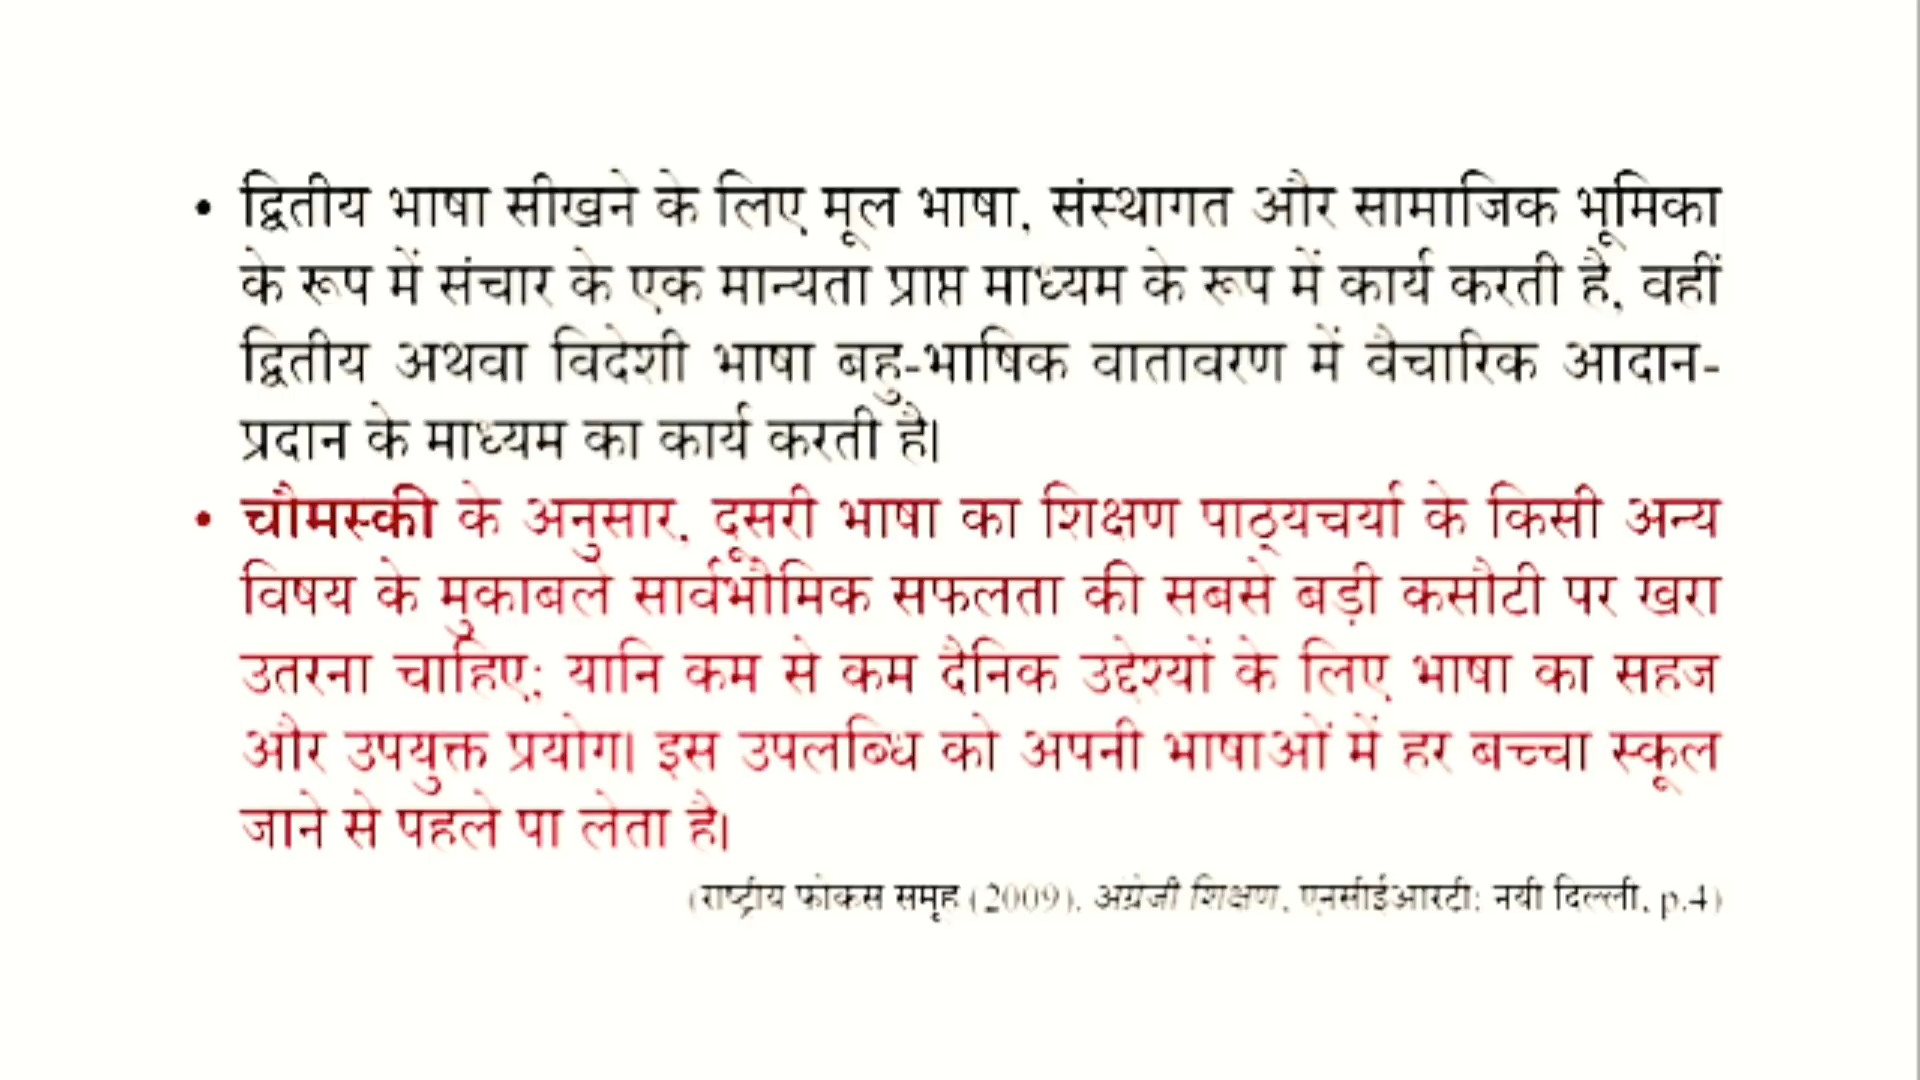 • द्वितीय भाषा सीखने के लिए मूल भाषा, संस्थागत और सामाजिक भूमिका
के रूप में संचार के एक मान्यता प्राप्त माध्यम के रूप में कार्य करती है, वहीं
द्वितीय अथवा विदेशी भाषा बहु-भाषिक वातावरण में वैचारिक आदान-
प्रदान के माध्यम का कार्य करती है।
• चौमस्की के अनुसार, दूसरी भाषा का शिक्षण पाठ्यचर्या के किसी अन्य
विषय के मुकाबले सार्वभौमिक सफलता की सबसे बड़ी कसौटी पर खरा
उतरना चाहिए; यानि कम से कम दैनिक उद्देश्यों के लिए भाषा का सहज
और उपयुक्त प्रयोग। इस उपलब्धि को अपनी भाषाओं में हर बच्चा स्कूल
जाने से पहले पा लेता है।
(राष्ट्रीय फोकस समूह (2009), अंग्रेजी शिक्षण, एनसीईआरटी: नयी दिल्ली, p.4)